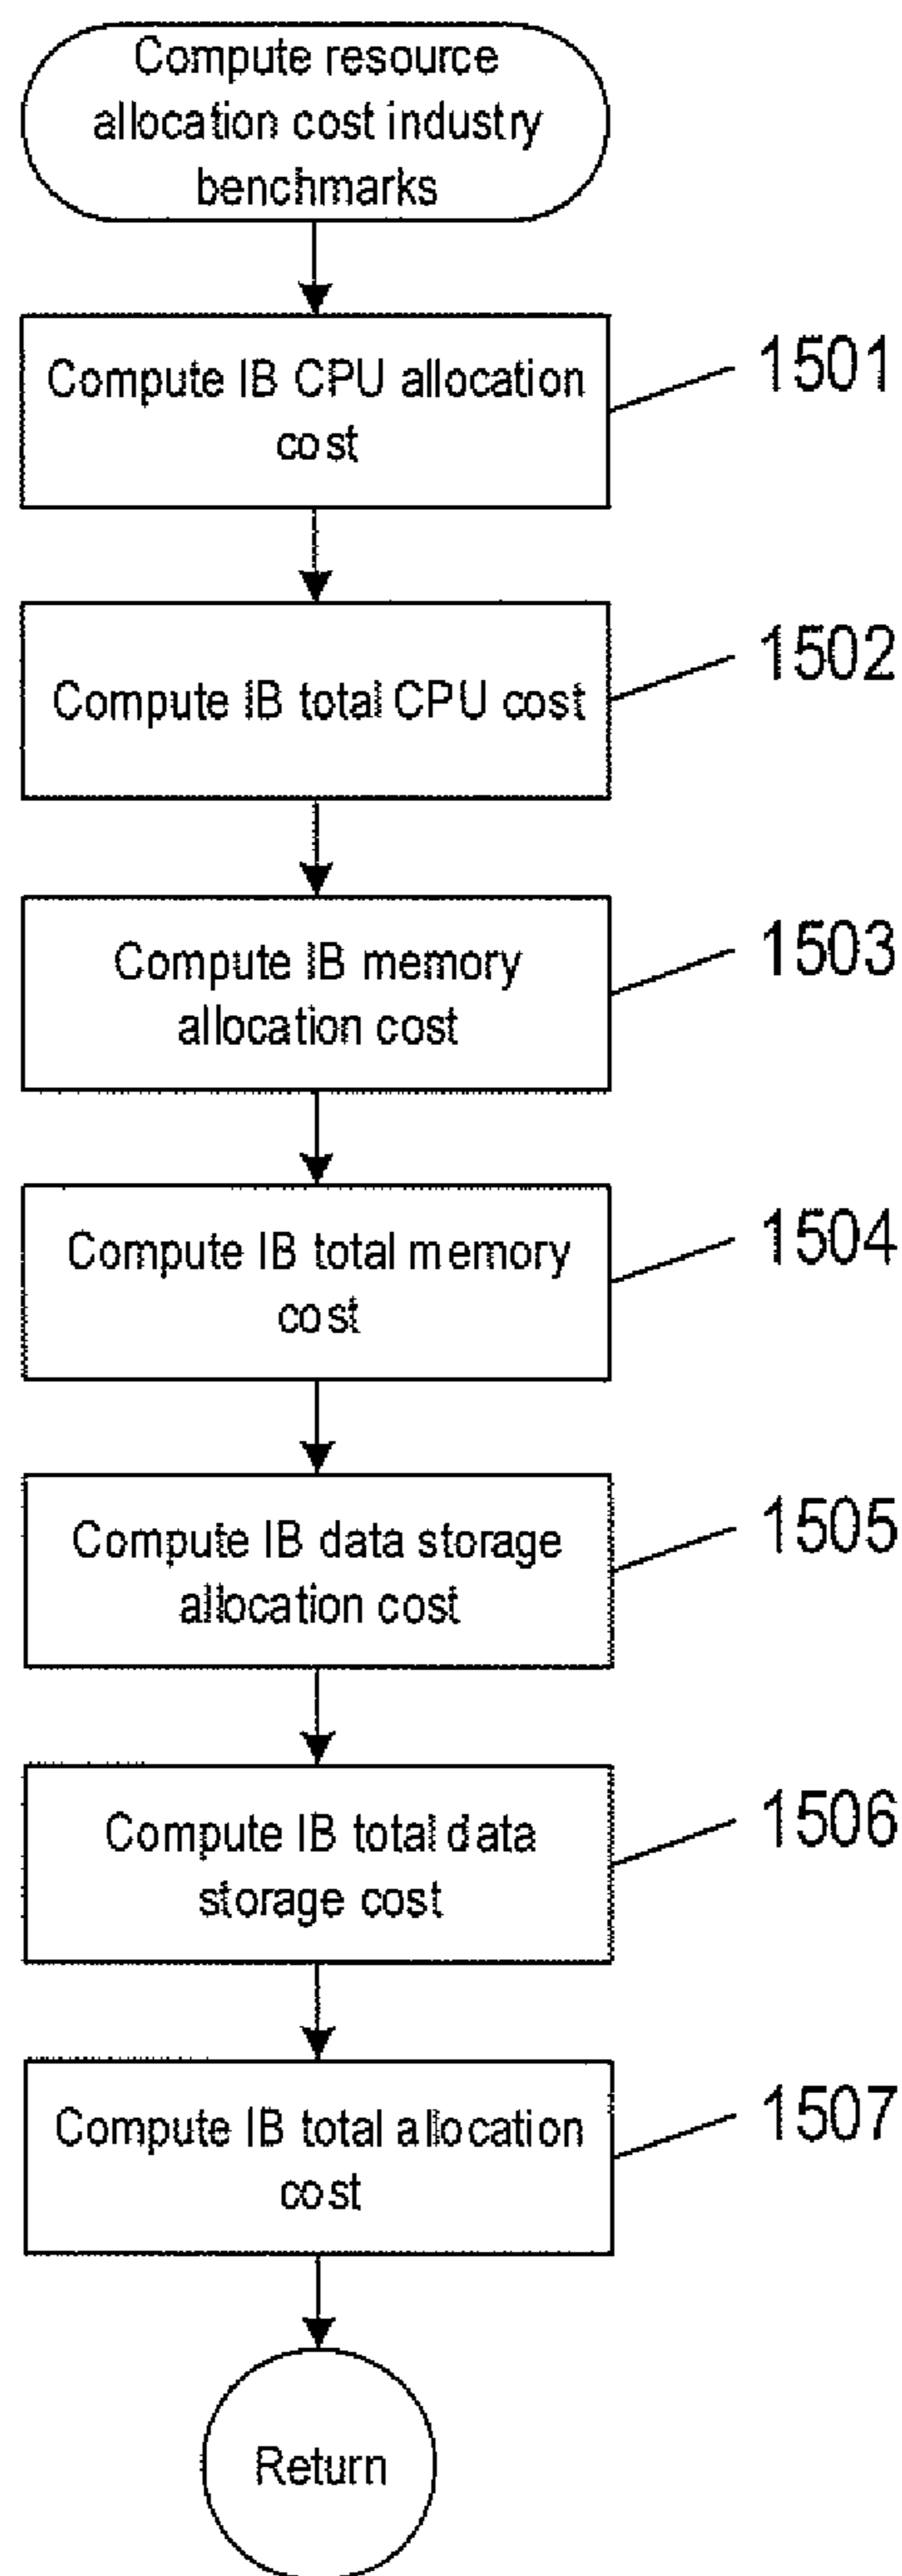 Compute resource
allocation cost industry
benchmarks
Compute IB CPU allocation
cost
1501
Compute IB total CPU cost
1502
Compute IB memory
allocation cost
1503
Compute IB total memory
cost
1504
Compute IB data storage
allocation cost
1505
Compute IB total data
storage cost
1506
Compute IB total allocation
cost
1507
Return